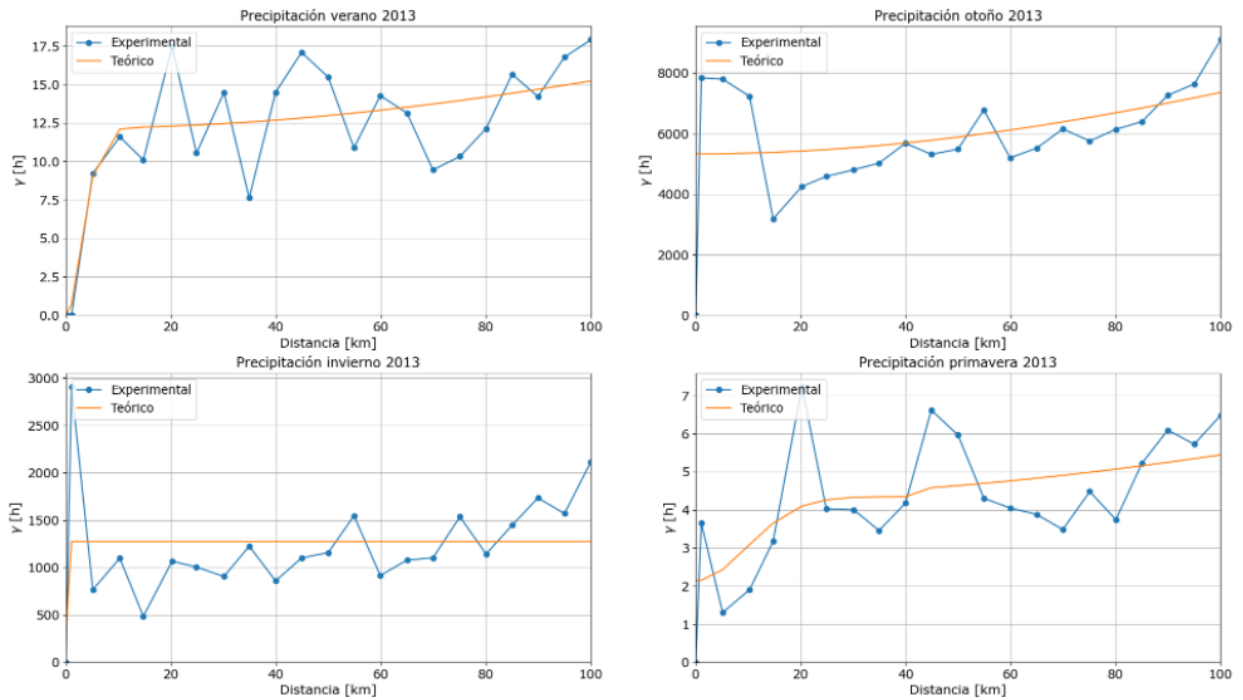 Precipitación verano 2013
Experimental
Teórico
γ [h]
17.5
15.0
12.5
10.0
7.5
5.0
2.5
0.0
0 20 40 60 80 100
Distancia [km]
Precipitación otoño 2013
Experimental
Teórico
γ [h]
8000
6000
4000
2000
0
0 20 40 60 80 100
Distancia [km]
Precipitación invierno 2013
Experimental
Teórico
γ [h]
3000
2500
2000
1500
1000
500
0
0 20 40 60 80 100
Distancia [km]
Precipitación primavera 2013
Experimental
Teórico
γ [h]
7
6
5
4
3
2
1
0
0 20 40 60 80 100
Distancia [km]